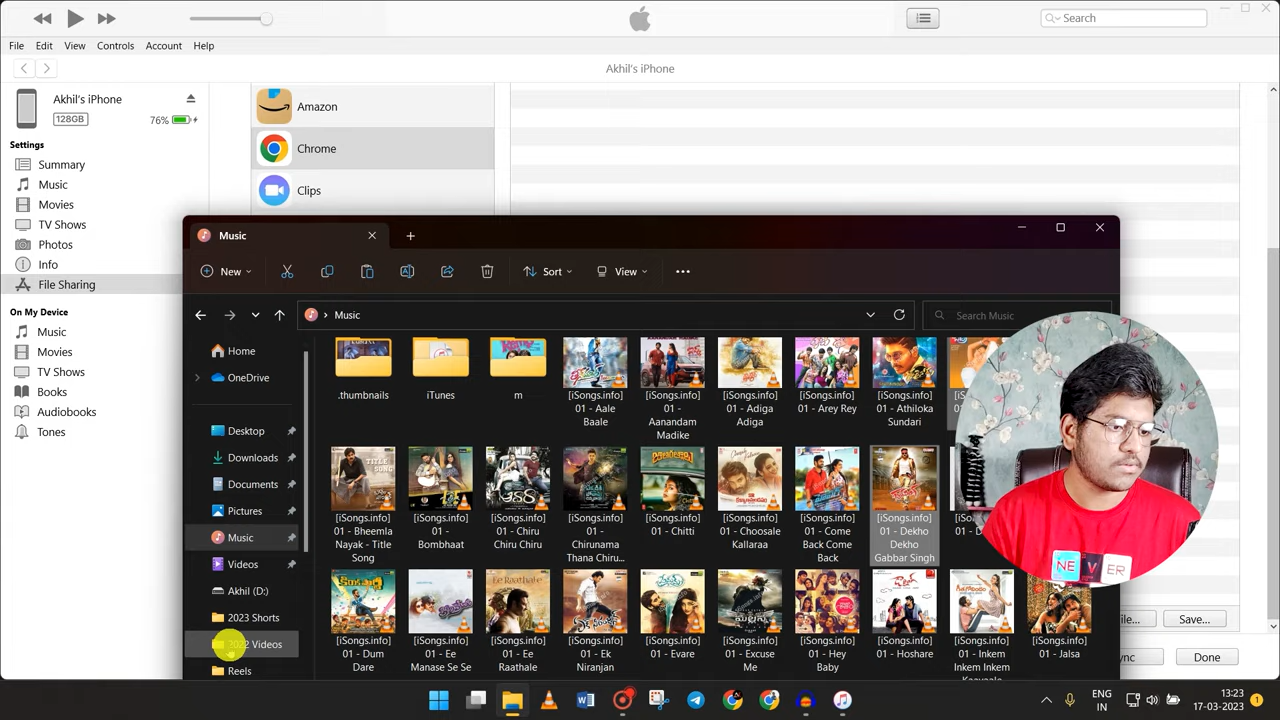 Search
File Edit View Controls Account Help
Akhil's iPhone
Akhil's iPhone
128GB
76%
Settings
Summary
Music
Movies
TV Shows
Photos
Info
File Sharing
On My Device
Music
Movies
TV Shows
Books
Audiobooks
Tones
Amazon
Chrome
Clips
Music
New
Sort
View
Music
Search Music
Home
OneDrive
Desktop
Downloads
Documents
Pictures
Music
Videos
Akhil (D:)
2023 Shorts
2022 Videos
Reels
.thumbnails
iTunes
m
[iSongs.info]
01 - Aale
Baale
[iSongs.info]
01 -
Aanandam
Madike
[iSongs.info]
01 - Adiga
Adiga
[iSongs.info]
01 - Arey Rey
[iSongs.info]
01 - Athiloka
Sundari
[iSongs.info]
01 - Bheemla
Nayak - Title
Song
[iSongs.info]
01 -
Bombhaat
[iSongs.info]
01 - Chiru
Chiru Chiru
[iSongs.info]
01 -
Chirunama
Thana Chiru...
[iSongs.info]
01 - Chitti
[iSongs.info]
01 - Choosale
Kallaraa
[iSongs.info]
01 - Come
Back Come
Back
[iSongs.info]
01 - Dekho
Dekho
Gabbar Singh
[iSongs.info]
01 - Dum
Dare
[iSongs.info]
01 - Ee
Manase Se Se
[iSongs.info]
01 - Ee
Raathale
[iSongs.info]
01 - Ek
Niranjan
[iSongs.info]
01 - Evare
[iSongs.info]
01 - Excuse
Me
[iSongs.info]
01 - Hey
Baby
[iSongs.info]
01 - Hoshare
[iSongs.info]
01 - Inkem
Inkem Inkem
[iSongs.info]
01 - Jalsa
NEVER
Save...
Done
ENG
IN
13:23
17-03-2023